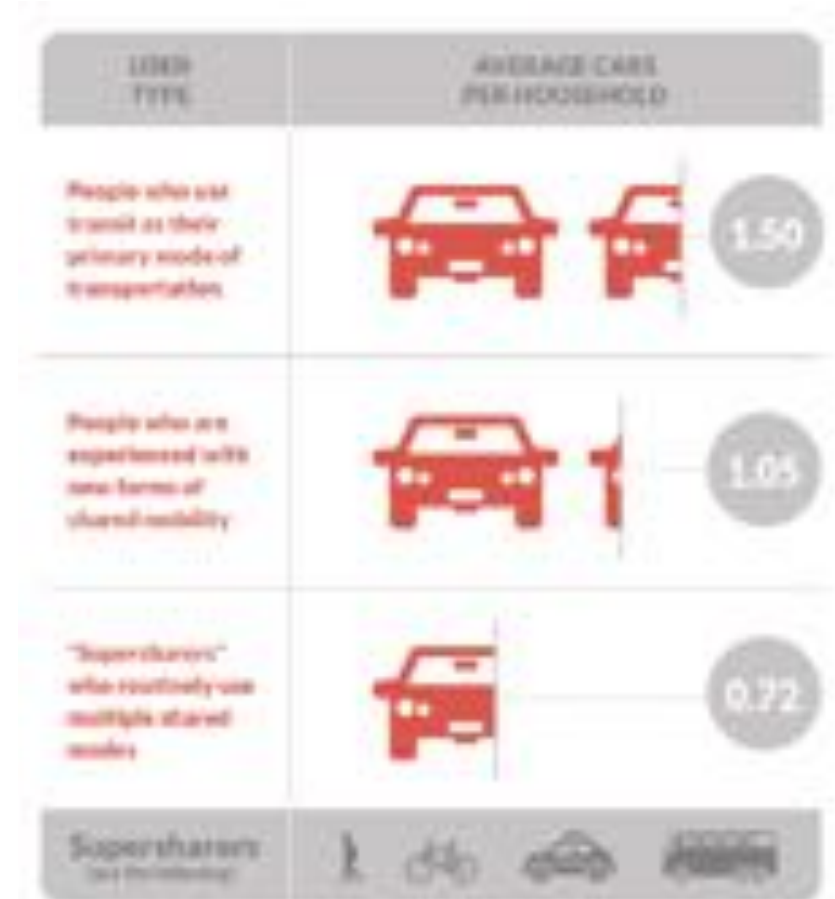 USER
TYPE
AVERAGE CARS
PER HOUSEHOLD
People who use
transit as their
primary mode of
transportation
1.50
People who are
experienced with
new forms of
shared mobility
1.05
"Supersharers"
who routinely use
multiple shared
modes
0.72
Supersharers